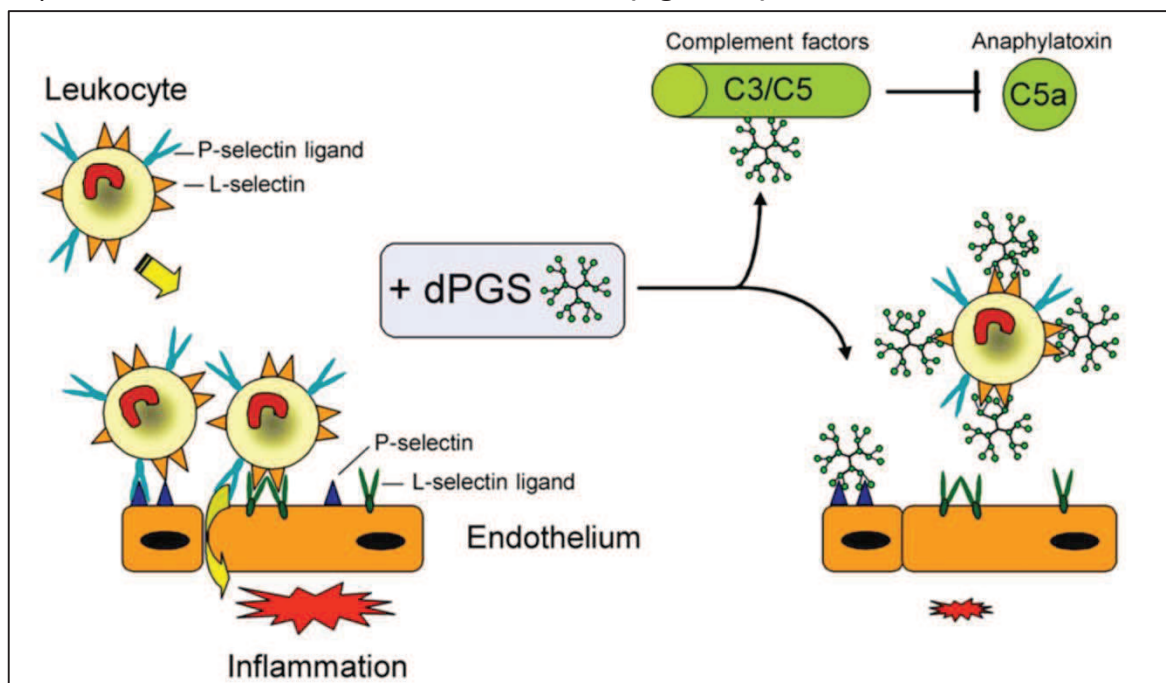 Complement factors
Anaphylatoxin
C3/C5
C5a
Leukocyte
P-selectin ligand
L-selectin
+ dPGS
P-selectin
L-selectin ligand
Endothelium
Inflammation